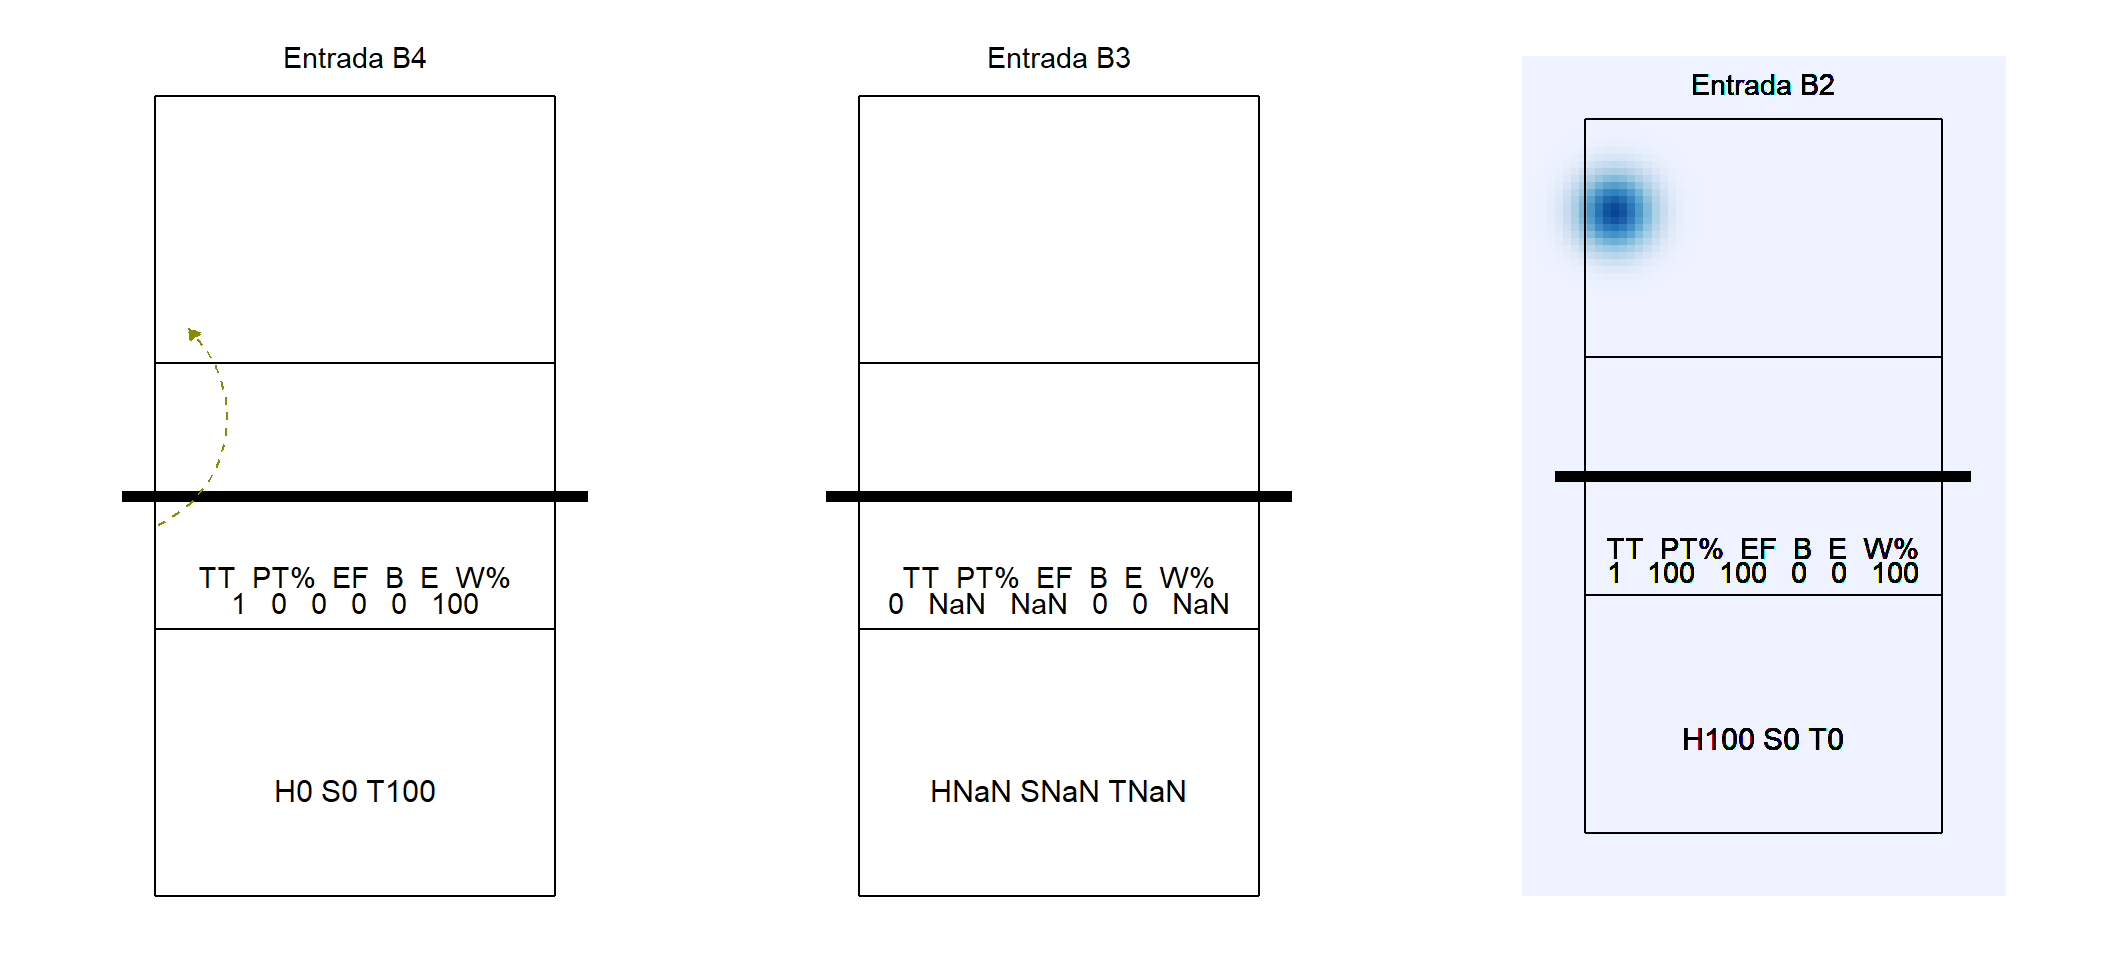 Entrada B4
TT PT% EF B E W%
1 0 0 0 0 100
H0 S0 T100
Entrada B3
TT PT% EF B E W%
0 NaN NaN 0 0 NaN
HNaN SNaN TNaN
Entrada B2
TT PT% EF B E W%
1 100 100 0 0 100
H100 S0 T0